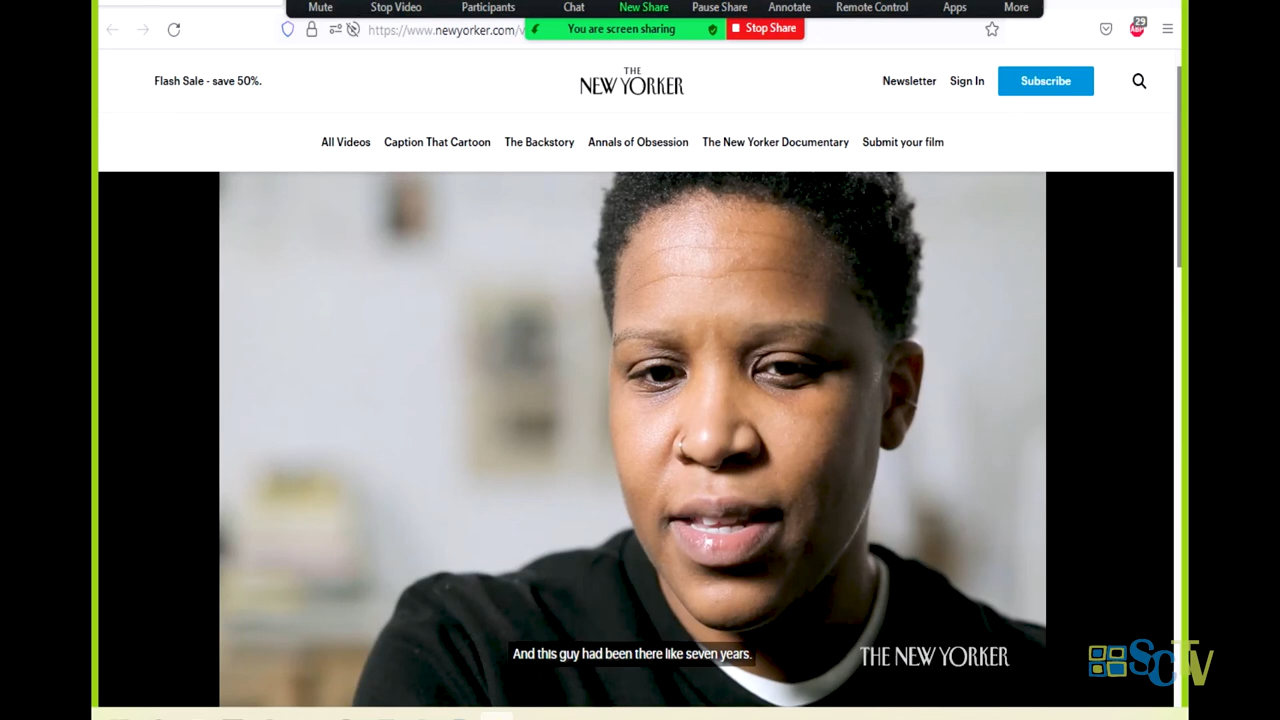 Mute Stop Video Participants Chat New Share Pause Share Annotate Remote Control Apps More
https://www.newyorker.com/v You are screen sharing Stop Share 29
Flash Sale - save 50%. THE NEW YORKER Newsletter Sign In Subscribe
All Videos Caption That Cartoon The Backstory Annals of Obsession The New Yorker Documentary Submit your film
And this guy had been there like seven years.
THE NEW YORKER
SCTV